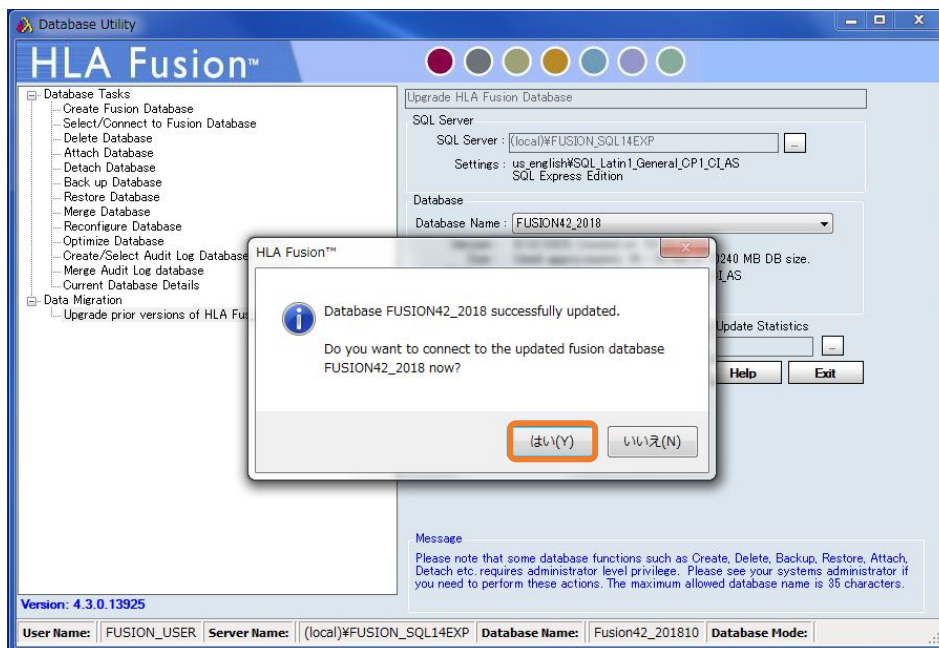 Database Utility
HLA Fusion™
Database Tasks
Create Fusion Database
Select/Connect to Fusion Database
Delete Database
Attach Database
Detach Database
Back up Database
Restore Database
Merge Database
Reconfigure Database
Optimize Database
Create/Select Audit Log Database
Merge Audit Log database
Current Database Details
Data Migration
Upgrade prior versions of HLA Fus
Upgrade HLA Fusion Database
SQL Server
SQL Server : (local)¥FUSION_SQL14EXP
...
Settings : us_english¥SQL_Latin1_General_CP1_CI_AS
SQL Express Edition
Database
Database Name : FUSION42_2018
0240 MB DB size.
I_AS
Update Statistics
...
Help Exit
HLA Fusion™
Database FUSION42_2018 successfully updated.
Do you want to connect to the updated fusion database
FUSION42_2018 now?
はい(Y) いいえ(N)
Message
Please note that some database functions such as Create, Delete, Backup, Restore, Attach,
Detach etc. requires administrator level privilege. Please see your systems administrator if
you need to perform these actions. The maximum allowed database name is 35 characters.
Version: 4.3.0.13925
User Name: FUSION_USER Server Name: (local)¥FUSION_SQL14EXP Database Name: Fusion42_201810 Database Mode: